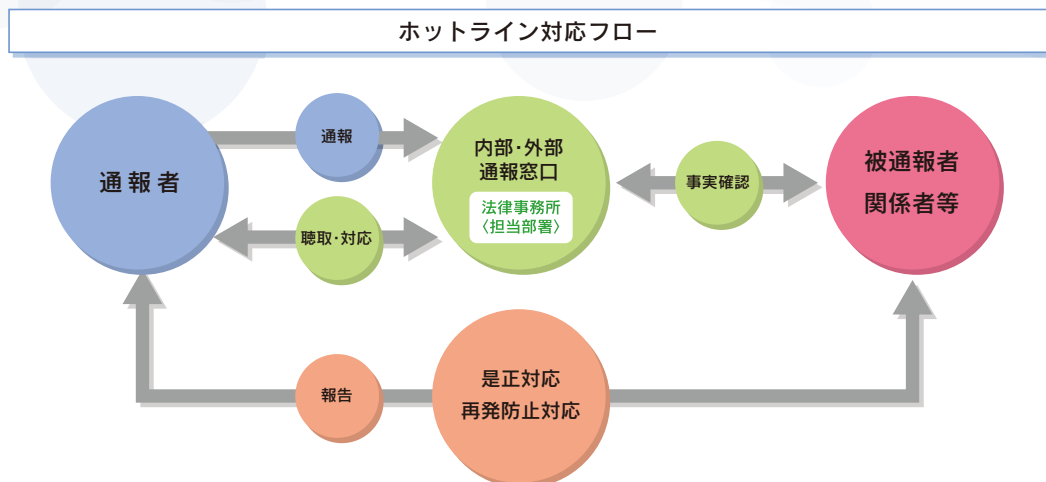 ホットライン対応フロー
通報者
通報
内部・外部
通報窓口
法律事務所
〈担当部署〉
聴取・対応
事実確認
被通報者
関係者等
報告
是正対応
再発防止対応